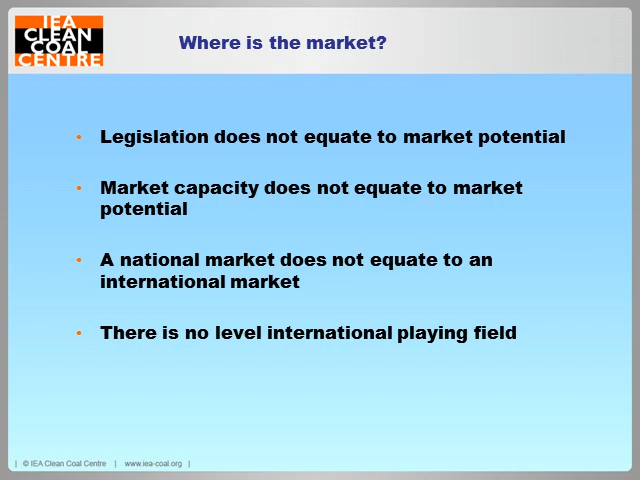 IEA
CLEAN
COAL
CENTRE
Where is the market?
• Legislation does not equate to market potential
• Market capacity does not equate to market
potential
• A national market does not equate to an
international market
• There is no level international playing field
| © IEA Clean Coal Centre | www.iea-coal.org |